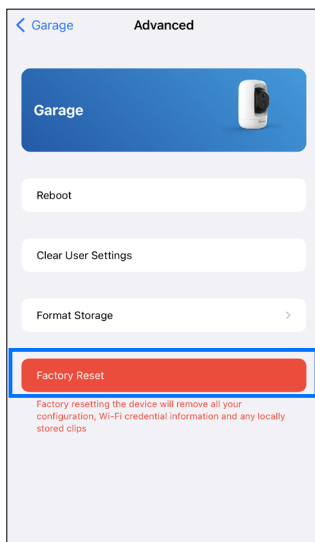 Garage
Advanced
Garage
Reboot
Clear User Settings
Format Storage
Factory Reset
Factory resetting the device will remove all your
configuration, Wi-Fi credential information and any locally
stored clips